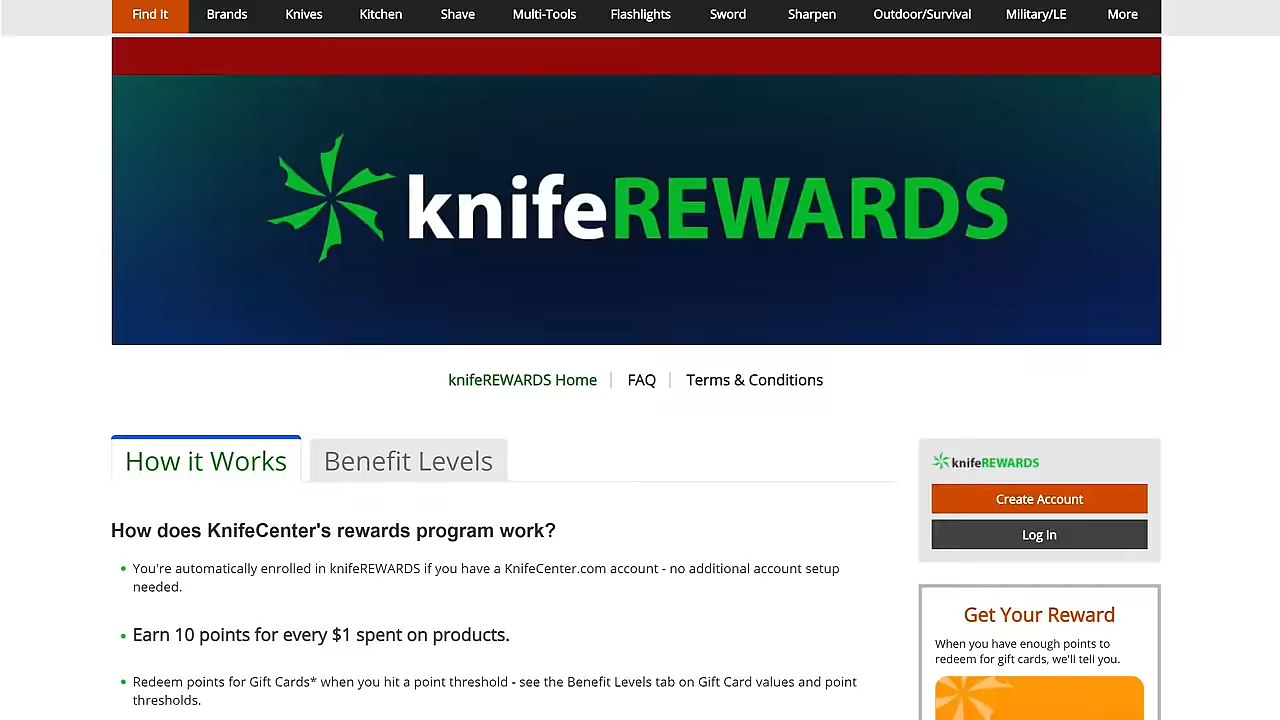 Find It Brands Knives Kitchen Shave Multi-Tools Flashlights Sword Sharpen Outdoor/Survival Military/LE More
knifeREWARDS
knifeREWARDS Home FAQ Terms & Conditions
How it Works Benefit Levels
How does KnifeCenter's rewards program work?
You're automatically enrolled in knifeREWARDS if you have a KnifeCenter.com account - no additional account setup
needed.
Earn 10 points for every $1 spent on products.
Redeem points for Gift Cards* when you hit a point threshold - see the Benefit Levels tab on Gift Card values and point
thresholds.
knifeREWARDS
Create Account
Log In
Get Your Reward
When you have enough points to
redeem for gift cards, we'll tell you.